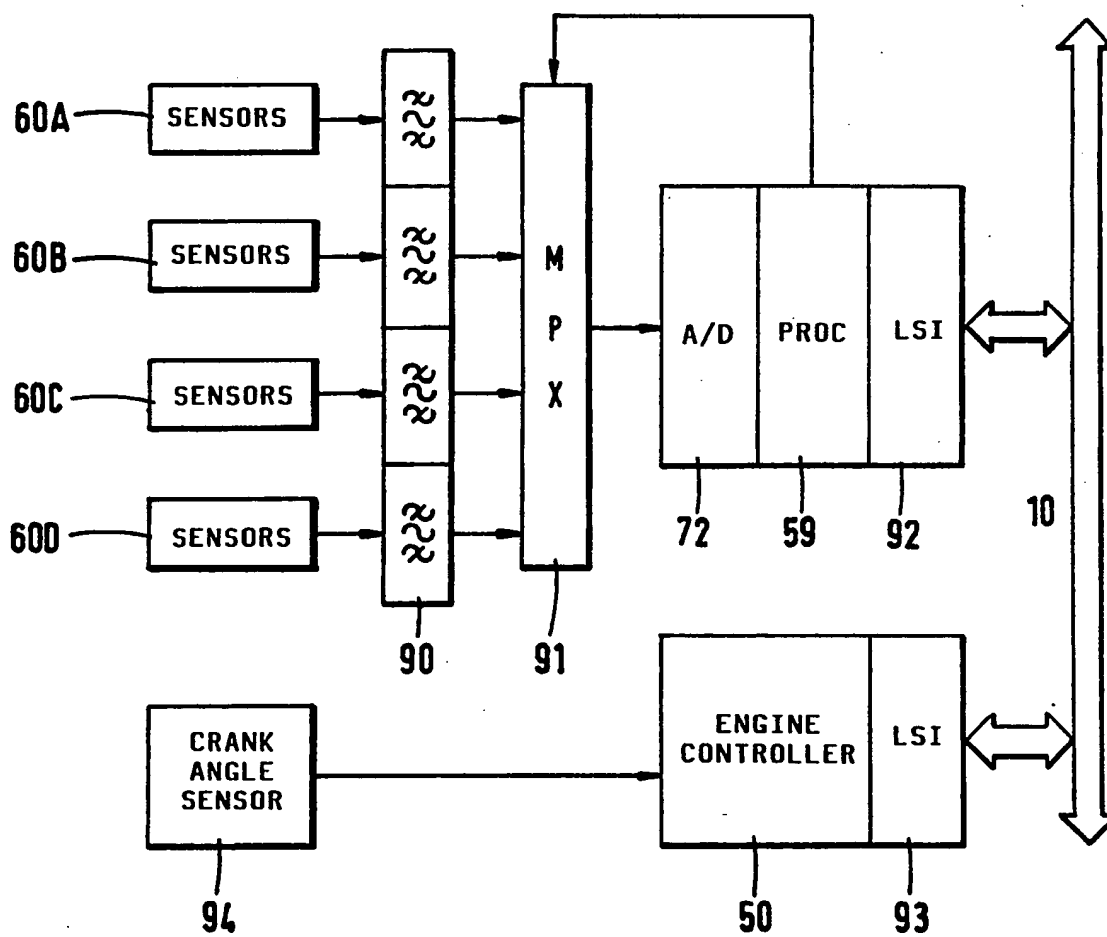 60A
SENSORS
60B
SENSORS
60C
SENSORS
60D
SENSORS
90
M
P
X
91
A/D
PROC
LSI
72
59
92
10
CRANK
ANGLE
SENSOR
94
ENGINE
CONTROLLER
LSI
50
93